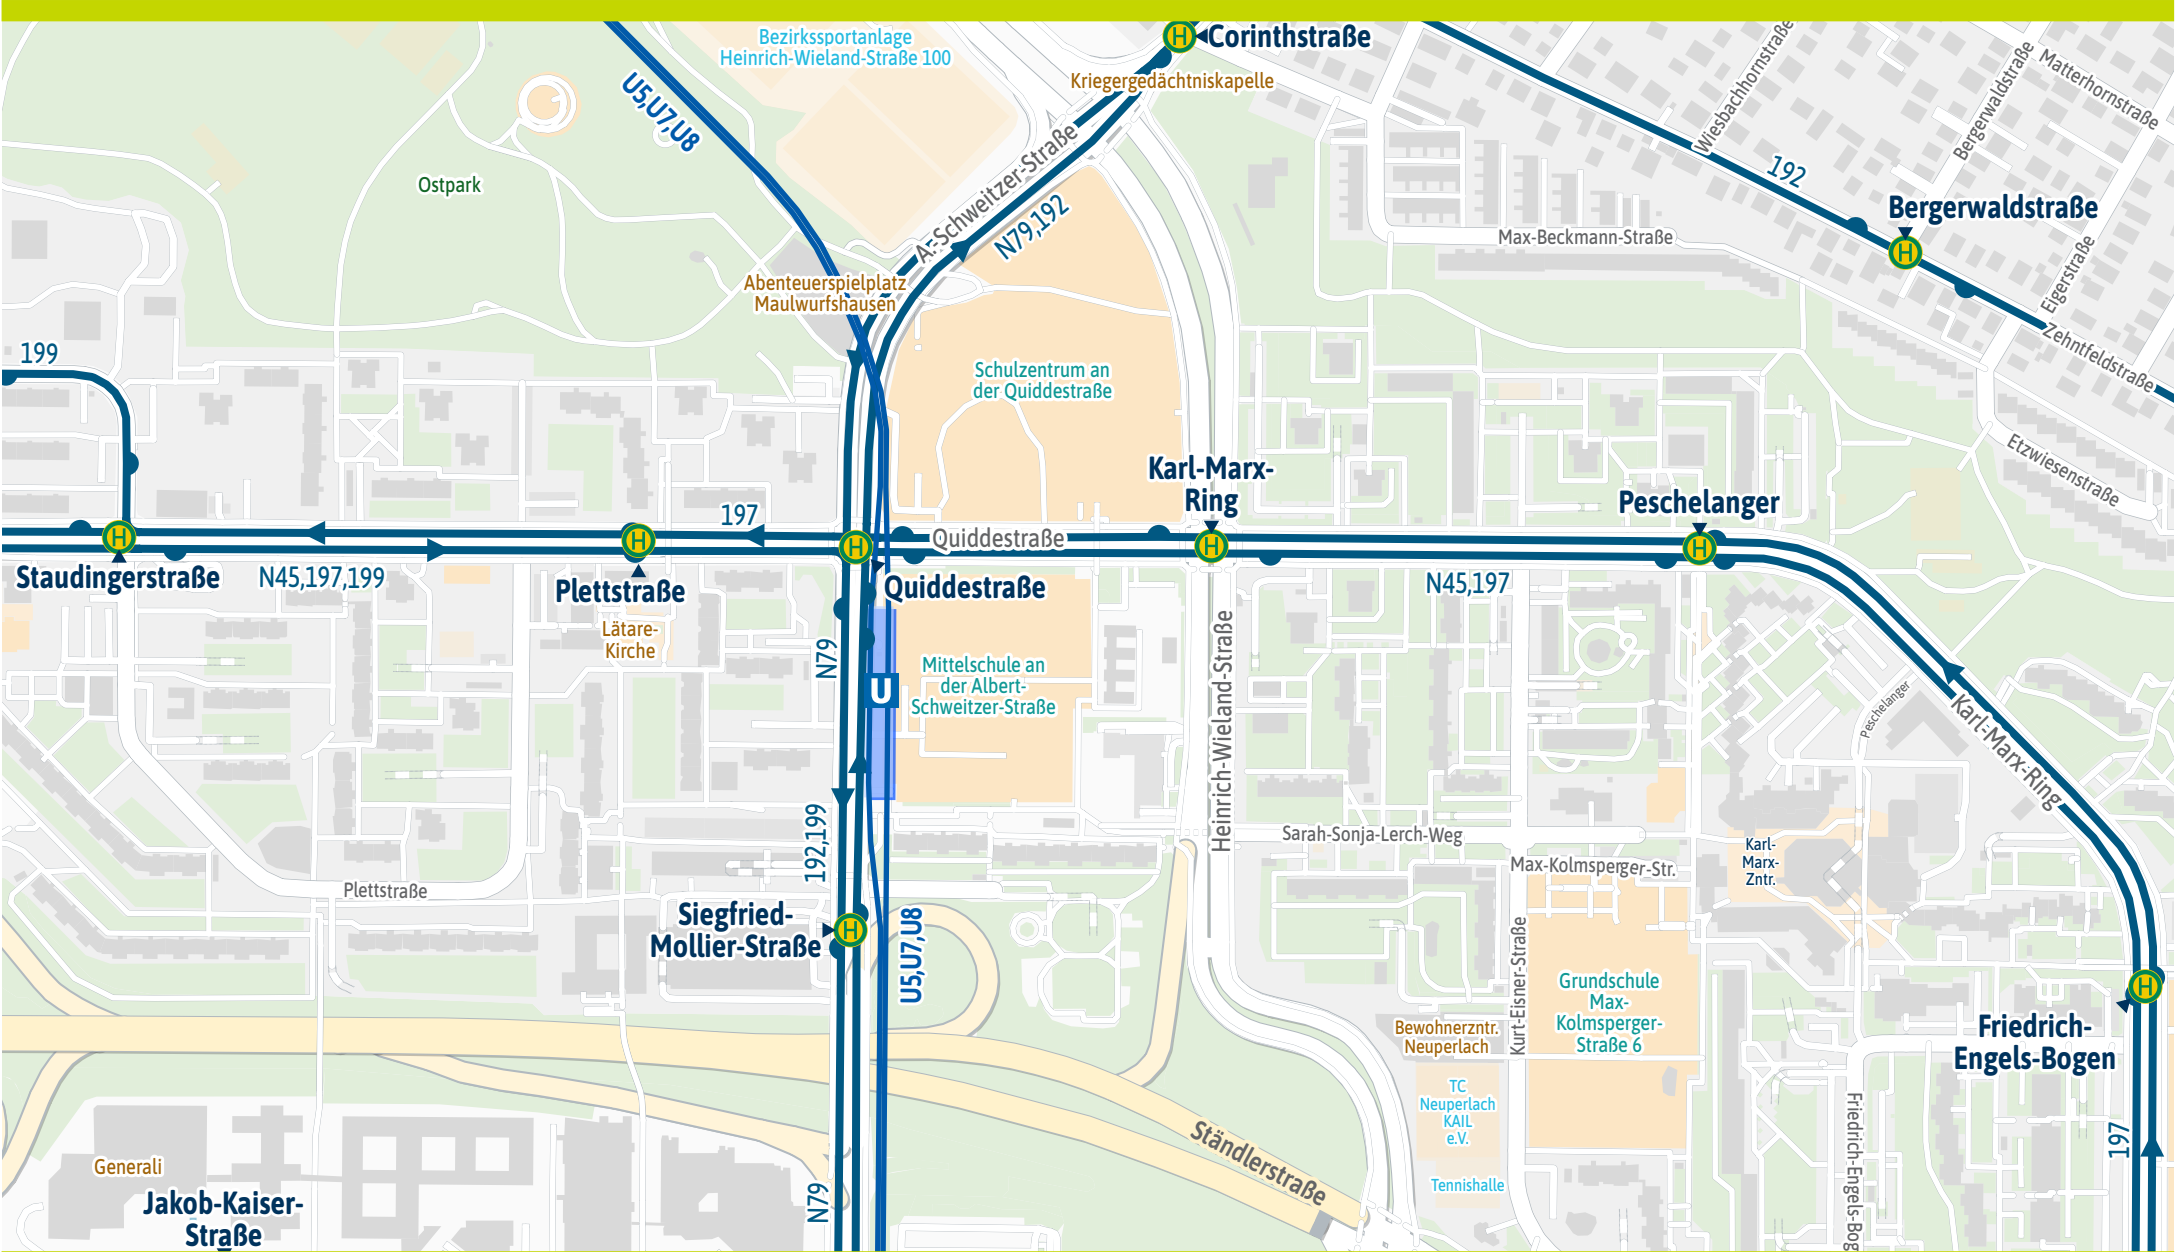 Bezirkssportanlage
Heinrich-Wieland-Straße 100
H
Corinthstraße
Kriegergedächtniskapelle
U5,U7,U8
Wiesbachhornstraße
Bergerwaldstraße
Matterhornstraße
Ostpark
A.-Schweitzer-Straße
N79,192
192
Bergerwaldstraße
H
Max-Beckmann-Straße
Eigerstraße
Zehntfeldstraße
Abenteuerspielplatz
Maulwurfshausen
199
Schulzentrum an
der Quiddestraße
Etzwiesenstraße
Karl-Marx-
Ring
Peschelanger
197
Quiddestraße
H
H
H
H
H
Staudingerstraße
N45,197,199
Plettstraße
Quiddestraße
N45,197
Lätare-
Kirche
N79
U
Mittelschule an
der Albert-
Schweitzer-Straße
Heinrich-Wieland-Straße
Peschelanger
Karl-Marx-Ring
192,199
Sarah-Sonja-Lerch-Weg
Max-Kolmsperger-Str.
Karl-
Marx-
Zntr.
Plettstraße
Siegfried-
Mollier-Straße
H
U5,U7,U8
Kurt-Eisner-Straße
Grundschule
Max-
Kolmsperger-
Straße 6
H
Friedrich-
Engels-Bogen
Bewohnerzntr.
Neuperlach
TC
Neuperlach
KAIL
e.V.
Tennishalle
Ständlerstraße
Friedrich-Engels-Bog
197
Generali
Jakob-Kaiser-
Straße
N79